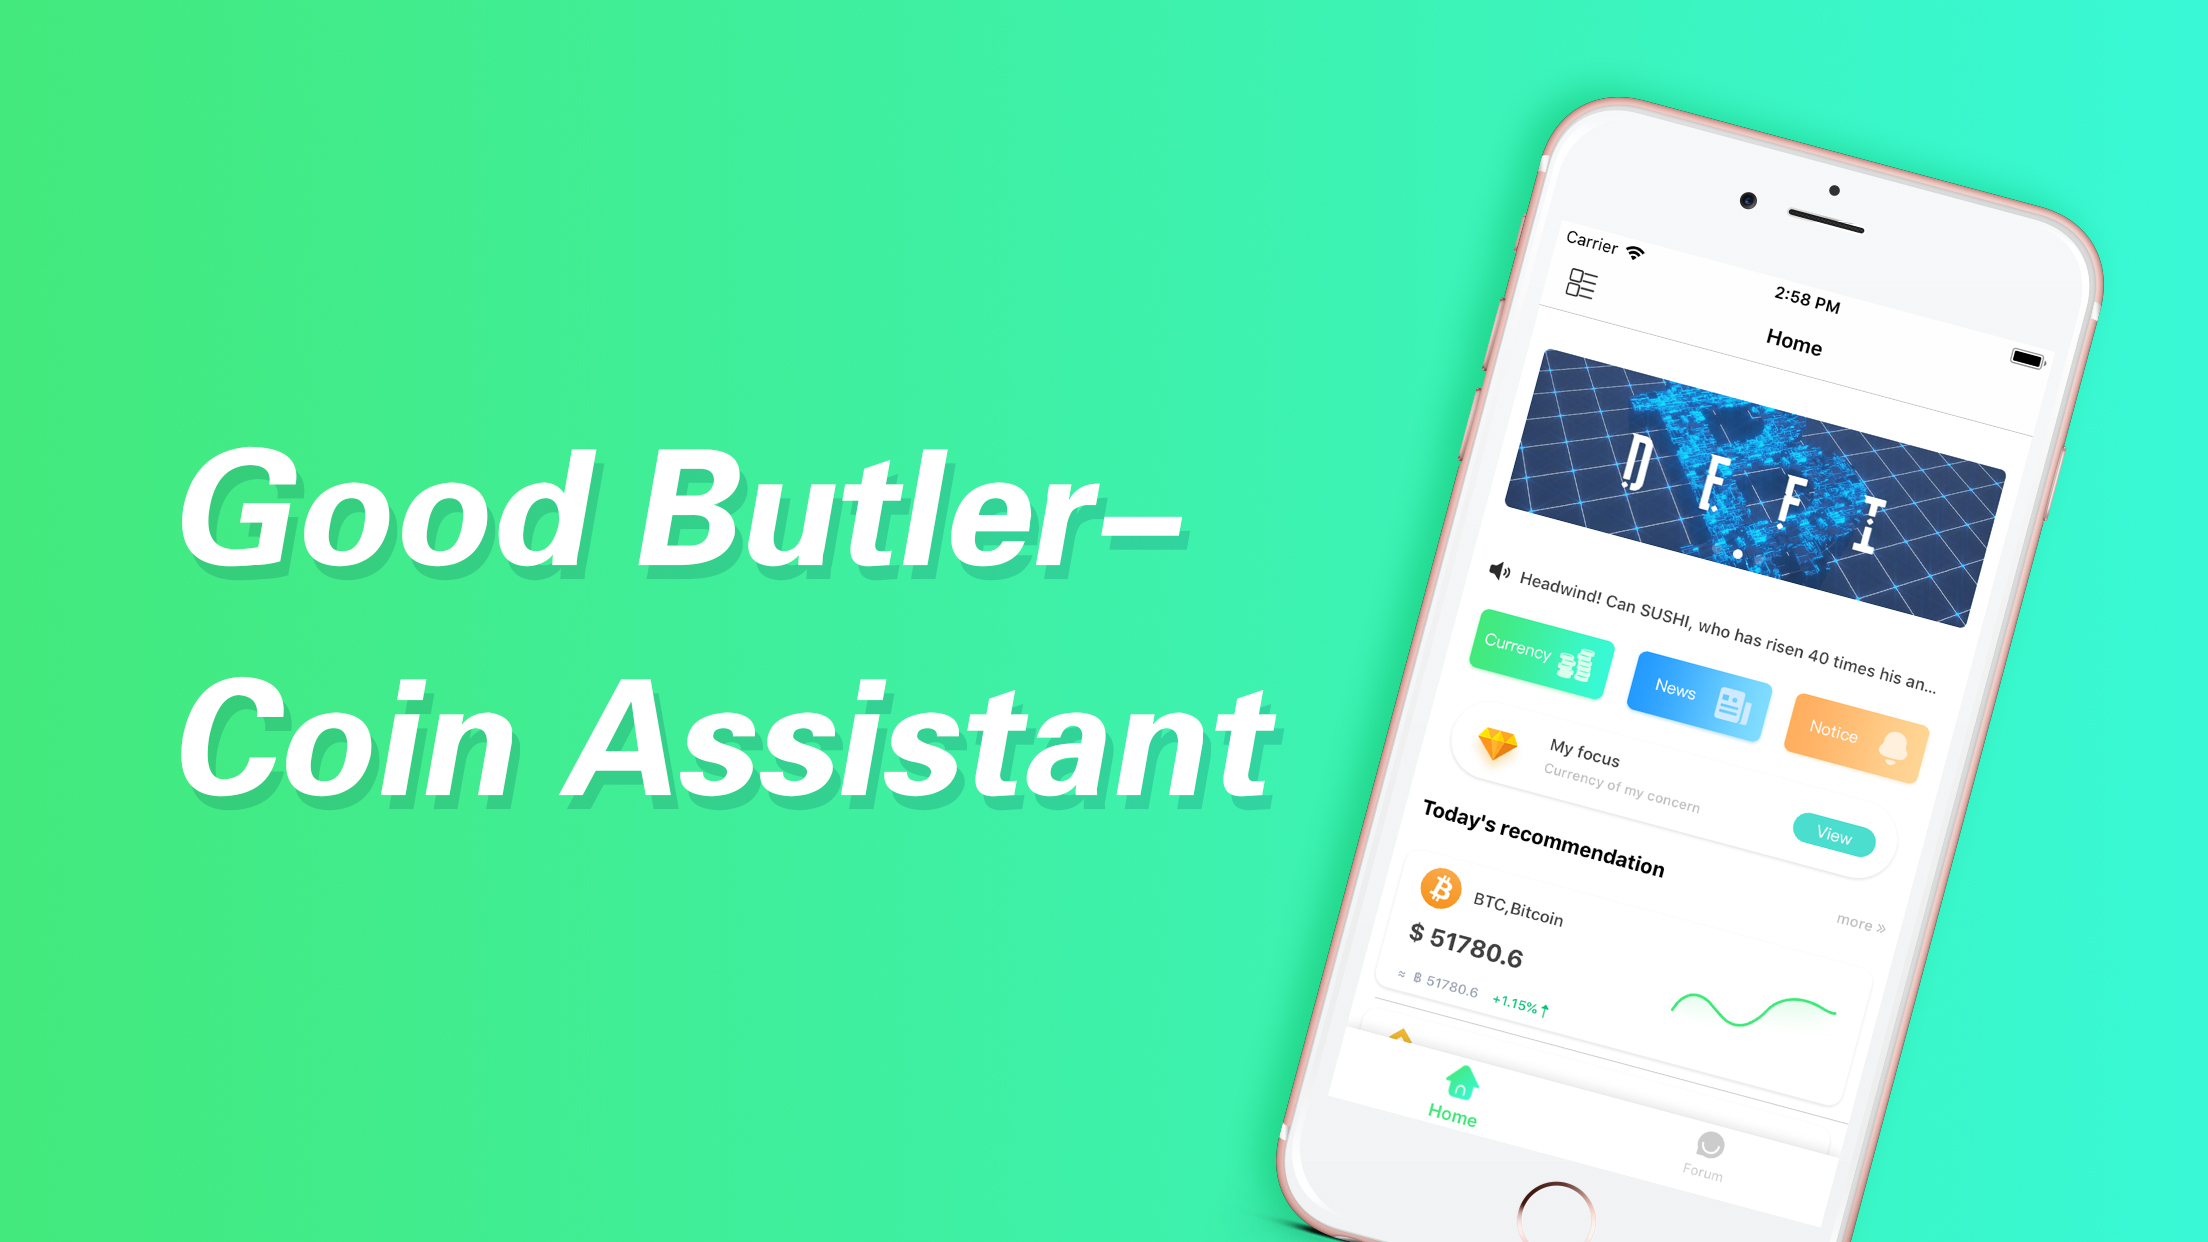 Good Butler–
Coin Assistant
Carrier
2:58 PM
Home
DEFI
Headwind! Can SUSHI, who has risen 40 times his an...
Currency
News
Notice
My focus
Currency of my concern
View
Today's recommendation
more »
BTC,Bitcoin
$ 51780.6
≈ ฿ 51780.6 +1.15%↑
Home
Forum